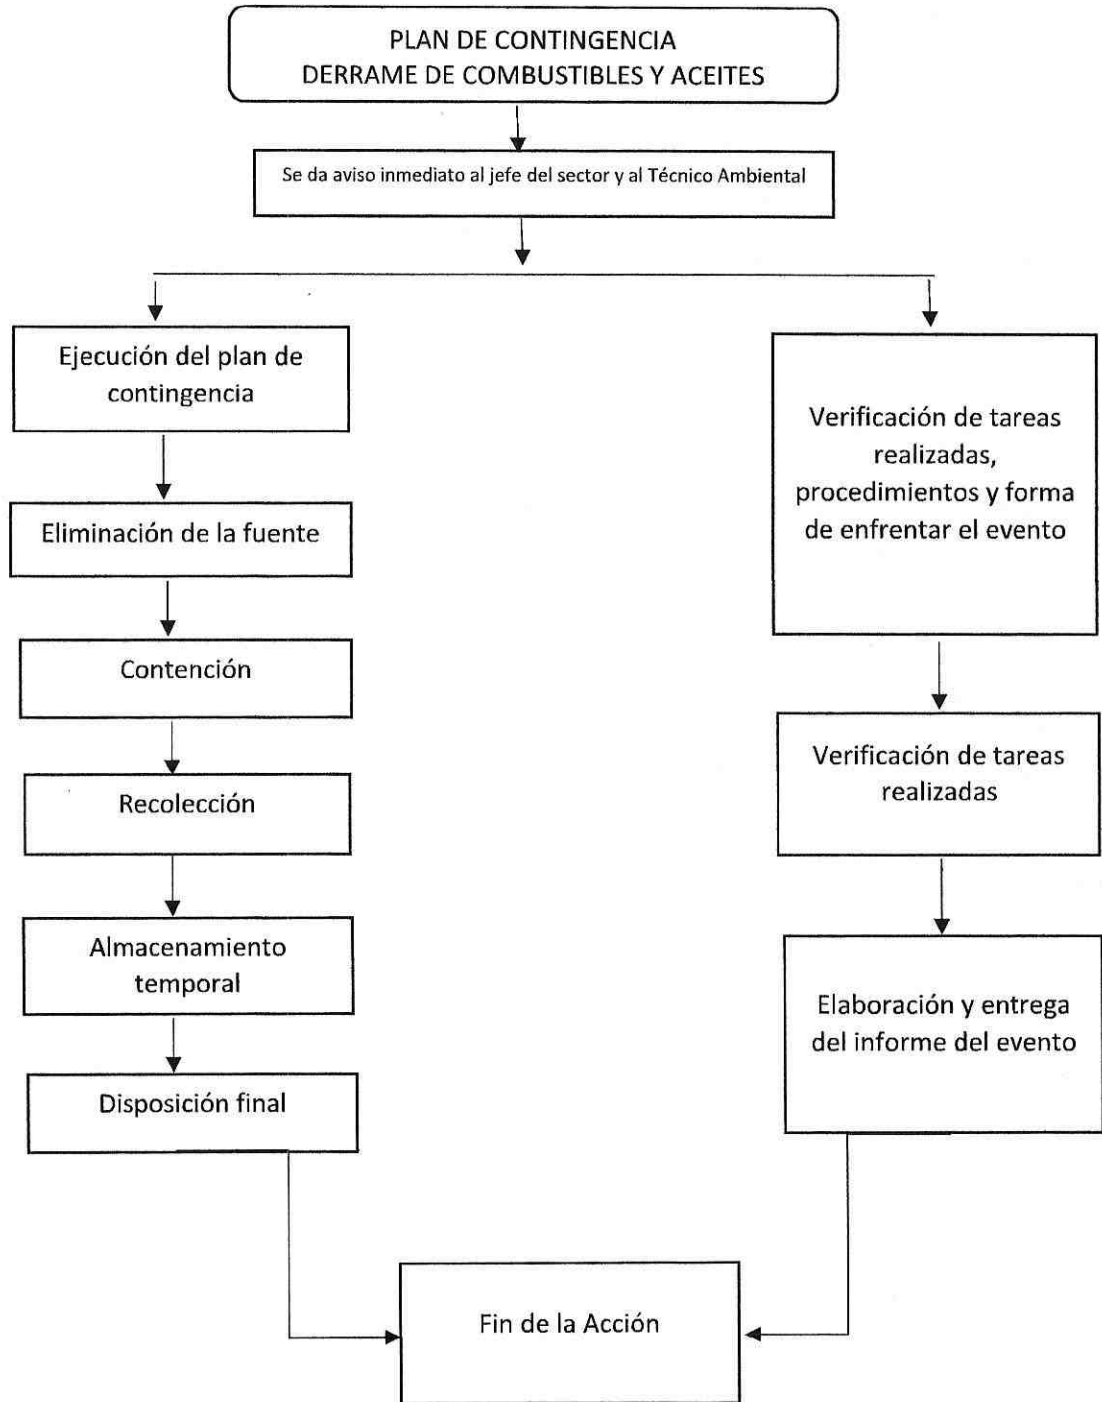 PLAN DE CONTINGENCIA
DERRAME DE COMBUSTIBLES Y ACEITES
Se da aviso inmediato al jefe del sector y al Técnico Ambiental
Ejecución del plan de
contingencia
Eliminación de la fuente
Contención
Recolección
Almacenamiento
temporal
Disposición final
Verificación de tareas
realizadas,
procedimientos y forma
de enfrentar el evento
Verificación de tareas
realizadas
Elaboración y entrega
del informe del evento
Fin de la Acción